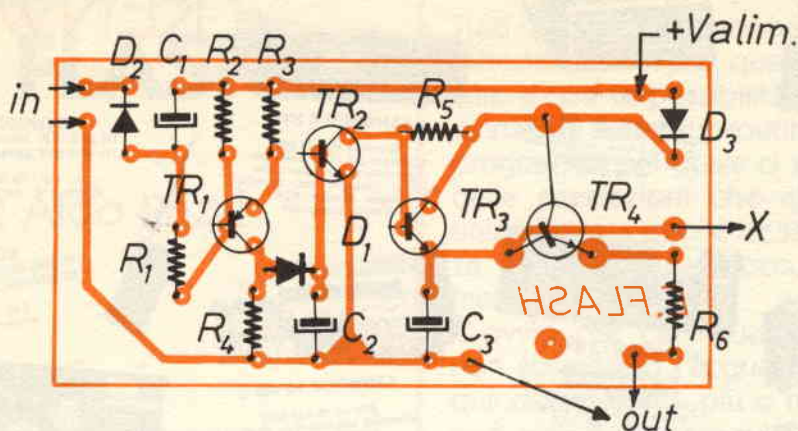 +Valim.
D2 C1 R2 R3
in
TR2 R5
D3
TR1 TR3 TR4
D1
X
R1
FLASH
R4 C2 C3 R6
out